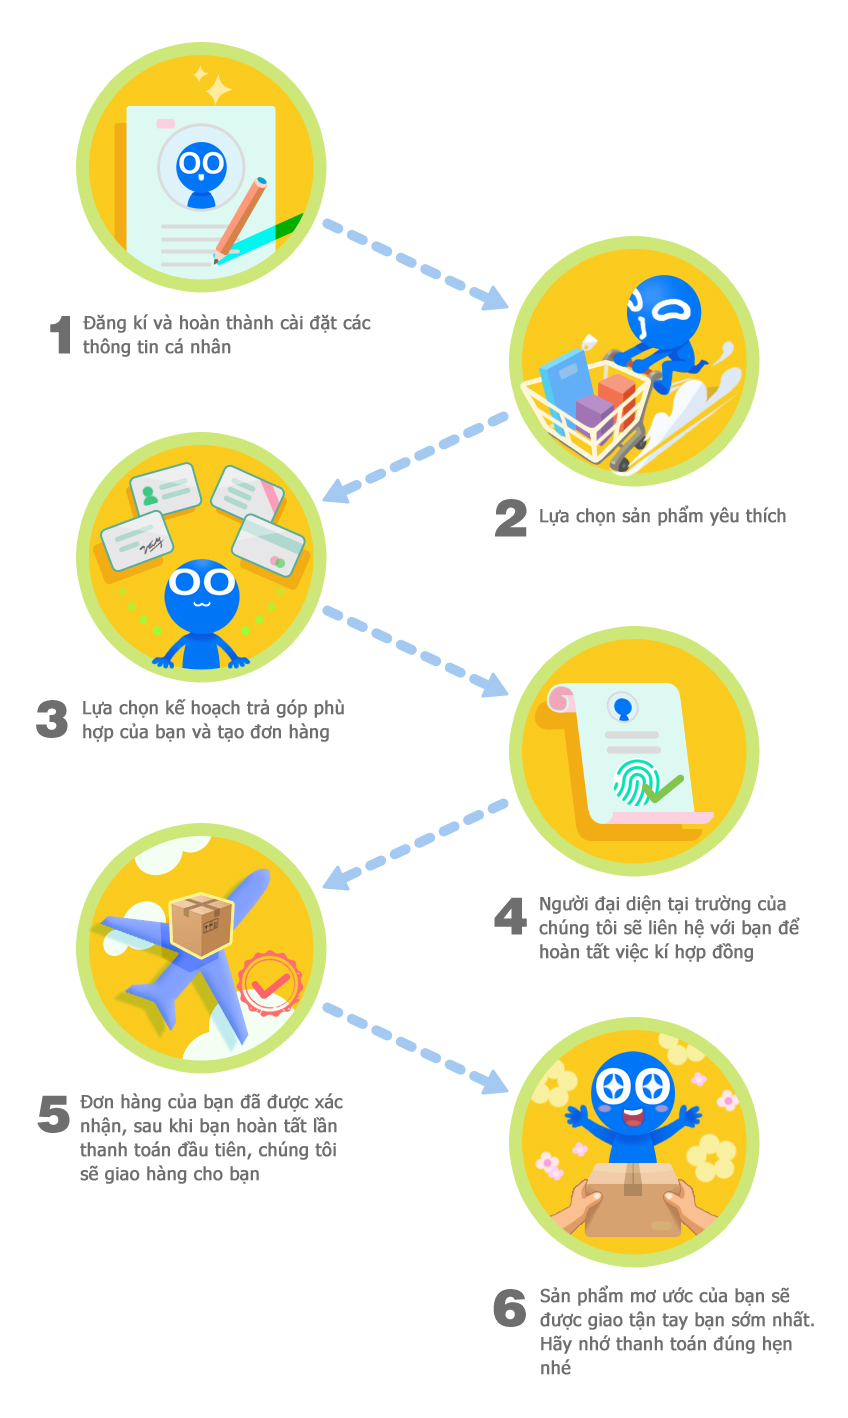 1
Đăng kí và hoàn thành cài đặt các
thông tin cá nhân
2
Lựa chọn sản phẩm yêu thích
3
Lựa chọn kế hoạch trả góp phù
hợp của bạn và tạo đơn hàng
4
Người đại diện tại trường của
chúng tôi sẽ liên hệ với bạn để
hoàn tất việc kí hợp đồng
5
Đơn hàng của bạn đã được xác
nhận, sau khi bạn hoàn tất lần
thanh toán đầu tiên, chúng tôi
sẽ giao hàng cho bạn
6
Sản phẩm mơ ước của bạn sẽ
được giao tận tay bạn sớm nhất.
Hãy nhớ thanh toán đúng hẹn
nhé